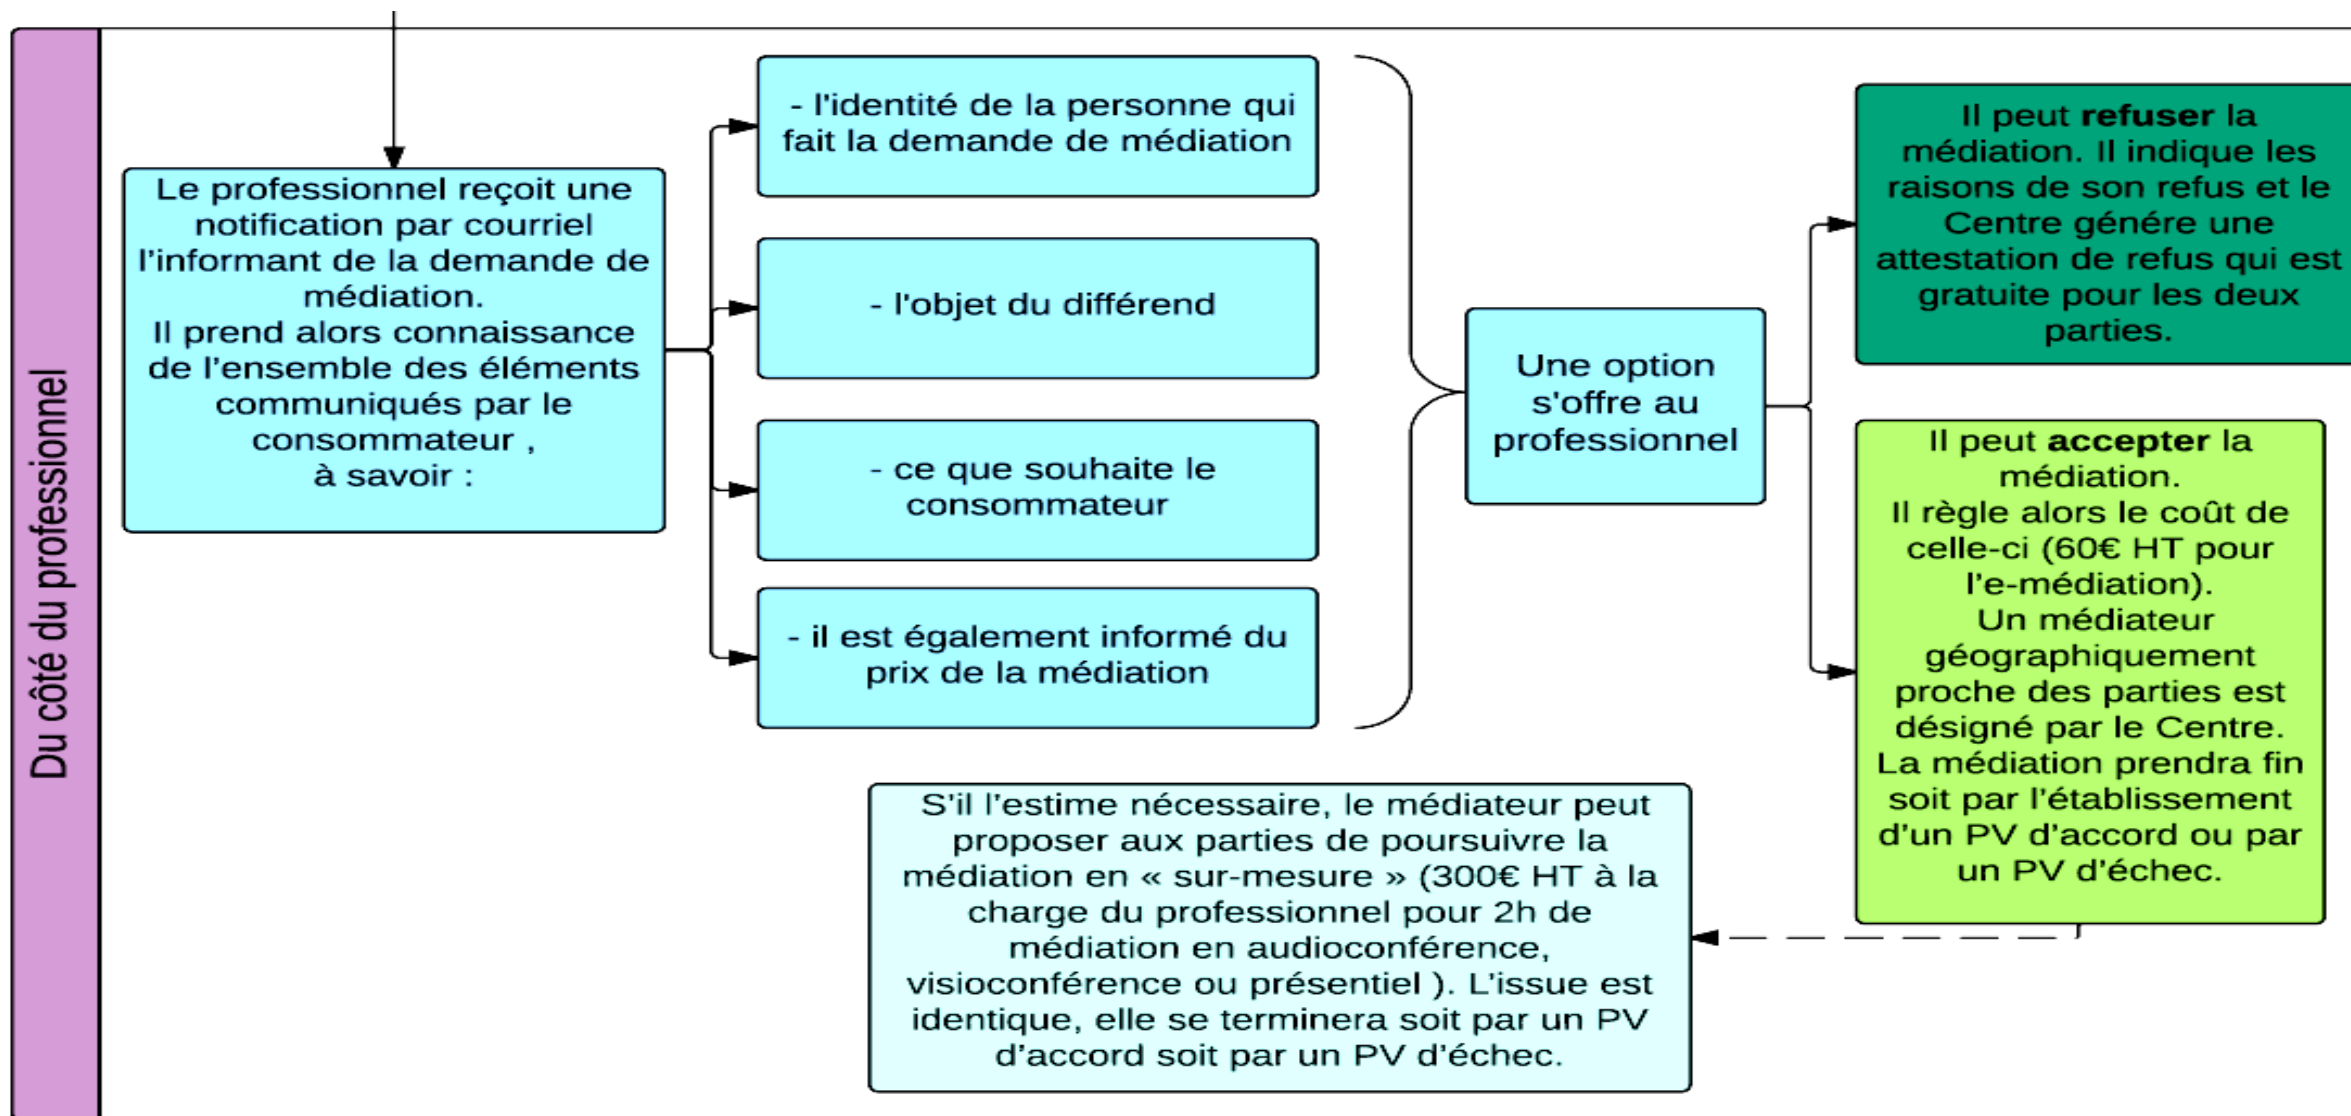 Du côté du professionnel
Le professionnel reçoit une
notification par courriel
l'informant de la demande de
médiation.
Il prend alors connaissance
de l'ensemble des éléments
communiqués par le
consommateur ,
à savoir :
- l'identité de la personne qui
fait la demande de médiation
- l'objet du différend
- ce que souhaite le
consommateur
- il est également informé du
prix de la médiation
Une option
s'offre au
professionnel
Il peut refuser la
médiation. Il indique les
raisons de son refus et le
Centre génére une
attestation de refus qui est
gratuite pour les deux
parties.
Il peut accepter la
médiation.
Il règle alors le coût de
celle-ci (60€ HT pour
l'e-médiation).
Un médiateur
géographiquement
proche des parties est
désigné par le Centre.
La médiation prendra fin
soit par l'établissement
d'un PV d'accord ou par
un PV d'échec.
S'il l'estime nécessaire, le médiateur peut
proposer aux parties de poursuivre la
médiation en « sur-mesure » (300€ HT à la
charge du professionnel pour 2h de
médiation en audioconférence,
visioconférence ou présentiel ). L'issue est
identique, elle se terminera soit par un PV
d'accord soit par un PV d'échec.